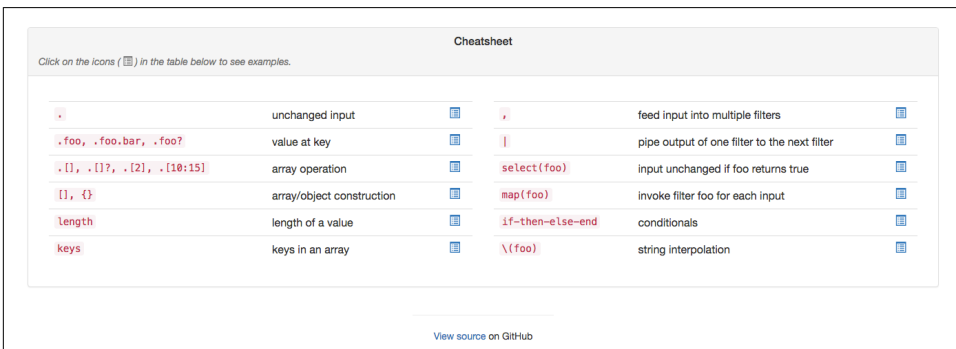 Cheatsheet
Click on the icons ( ) in the table below to see examples.
. unchanged input
.foo, .foo.bar, .foo? value at key
.[], .[]?, .[2], .[10:15] array operation
[], {} array/object construction
length length of a value
keys keys in an array
, feed input into multiple filters
| pipe output of one filter to the next filter
select(foo) input unchanged if foo returns true
map(foo) invoke filter foo for each input
if-then-else-end conditionals
\(foo) string interpolation
View source on GitHub